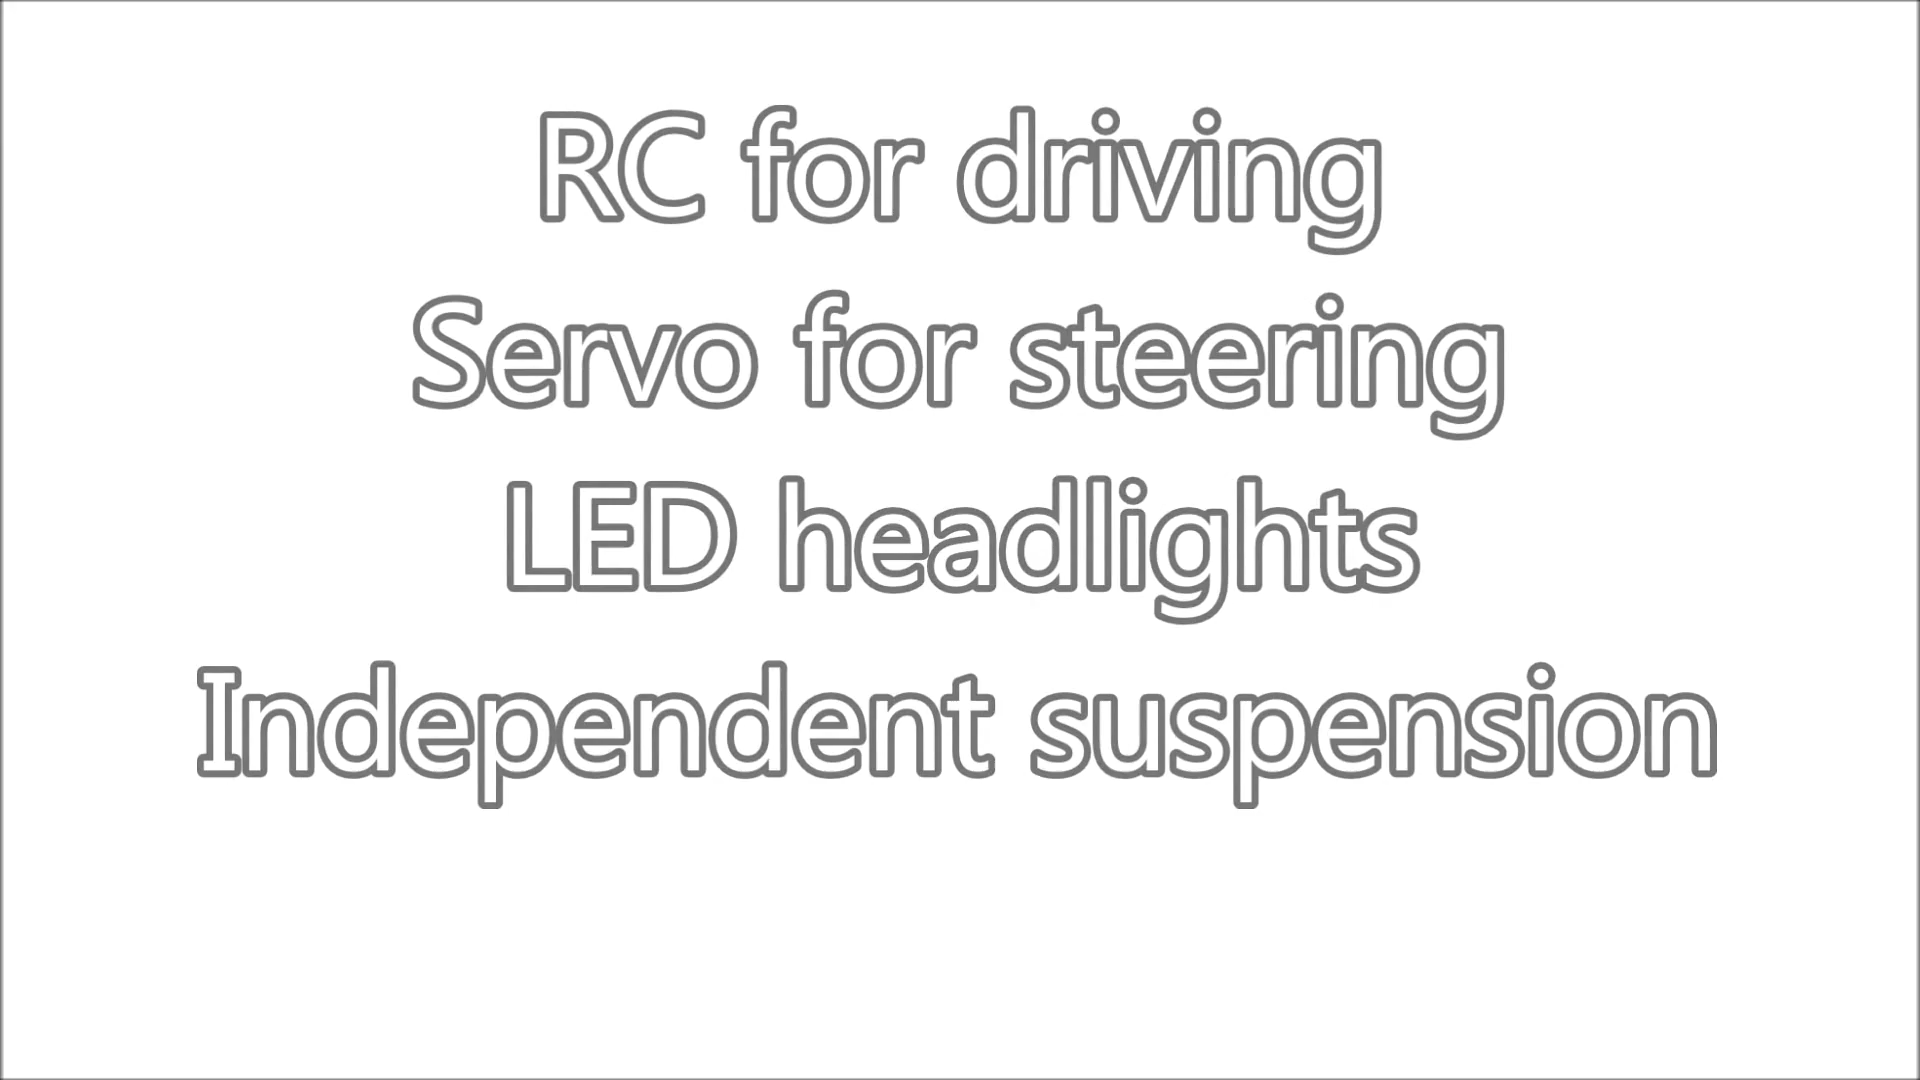 RC for driving
Servo for steering
LED headlights
Independent suspension